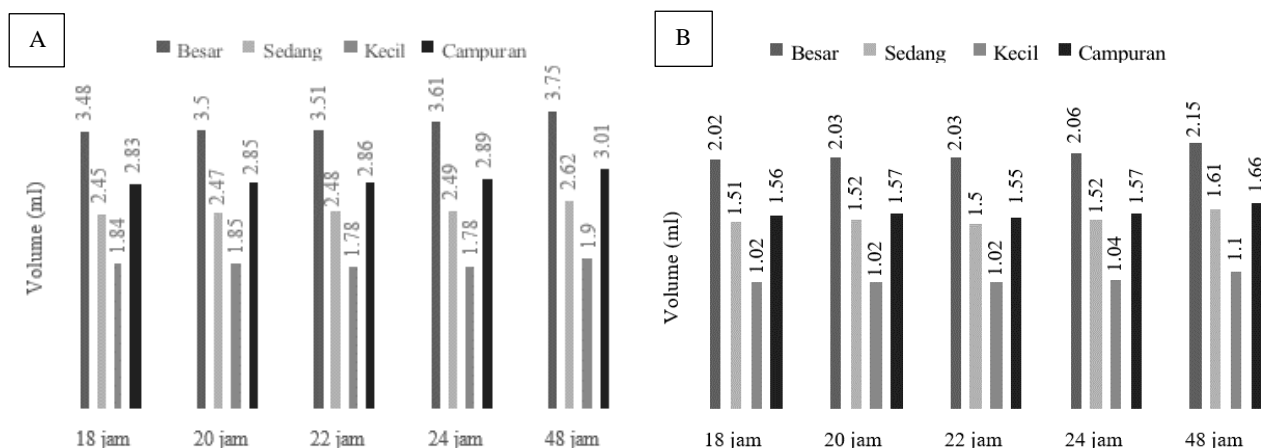 A
Besar Sedang Kecil Campuran
Volume (ml)
3.48 2.45 1.84 2.83
3.5 2.47 1.85 2.85
3.51 2.48 1.78 2.86
3.61 2.49 1.78 2.89
3.75 2.62 1.9 3.01
18 jam 20 jam 22 jam 24 jam 48 jam
B
Besar Sedang Kecil Campuran
Volume (ml)
2.02 1.51 1.02 1.56
2.03 1.52 1.02 1.57
2.03 1.5 1.02 1.55
2.06 1.52 1.04 1.57
2.15 1.61 1.1 1.66
18 jam 20 jam 22 jam 24 jam 48 jam